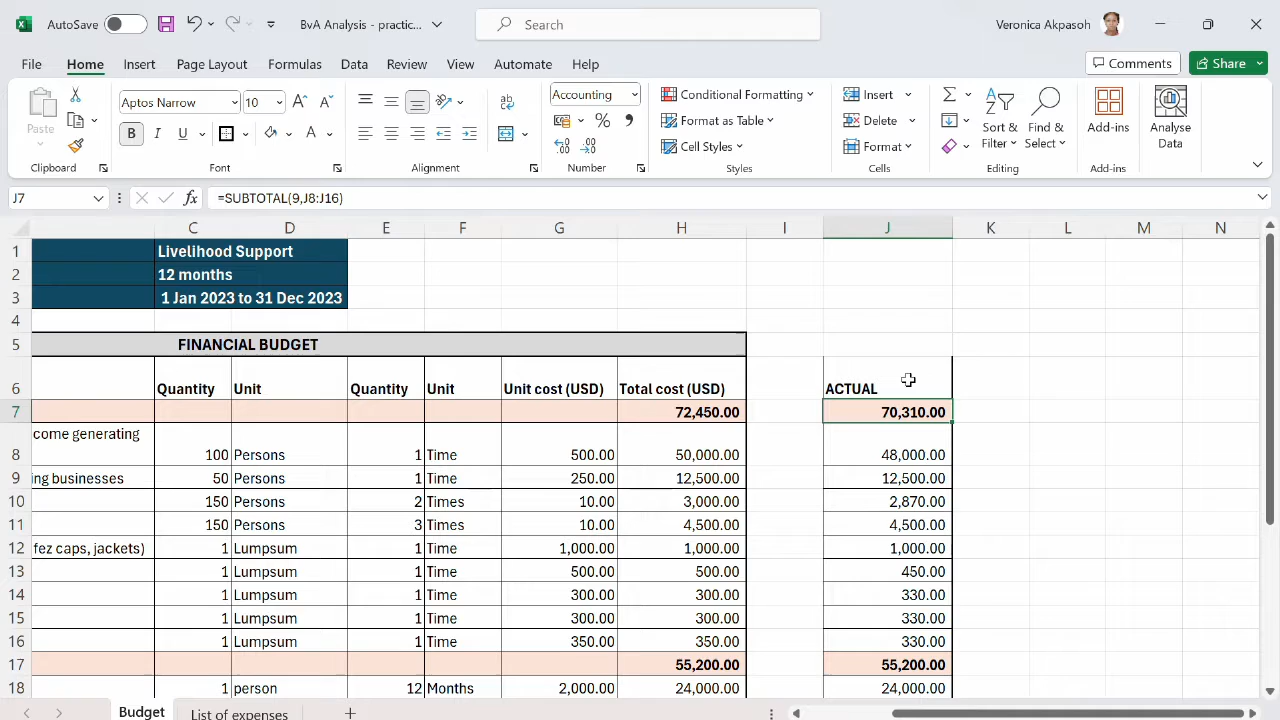 AutoSave
BvA Analysis - practic...
Search
Veronica Akpasoh
File Home Insert Page Layout Formulas Data Review View Automate Help
Comments
Share
Paste
Clipboard
Aptos Narrow
10
A A
B I U
A
Font
ab
Alignment
Accounting
% ,
Number
Conditional Formatting
Format as Table
Cell Styles
Styles
Insert
Delete
Format
Cells
Sort & Filter
Find & Select
Editing
Add-ins
Add-ins
Analyse Data
J7
fx
=SUBTOTAL(9,J8:J16)
C D E F G H I J K L M N
1 Livelihood Support
2 12 months
3 1 Jan 2023 to 31 Dec 2023
4
5 FINANCIAL BUDGET
6 Quantity Unit Quantity Unit Unit cost (USD) Total cost (USD) ACTUAL
7 72,450.00 70,310.00
come generating
8 100 Persons 1 Time 500.00 50,000.00 48,000.00
9 ing businesses 50 Persons 1 Time 250.00 12,500.00 12,500.00
10 150 Persons 2 Times 10.00 3,000.00 2,870.00
11 150 Persons 3 Times 10.00 4,500.00 4,500.00
12 fez caps, jackets) 1 Lumpsum 1 Time 1,000.00 1,000.00 1,000.00
13 1 Lumpsum 1 Time 500.00 500.00 450.00
14 1 Lumpsum 1 Time 300.00 300.00 330.00
15 1 Lumpsum 1 Time 300.00 300.00 330.00
16 1 Lumpsum 1 Time 350.00 350.00 330.00
17 55,200.00 55,200.00
18 1 person 12 Months 2,000.00 24,000.00 24,000.00
Budget List of expenses